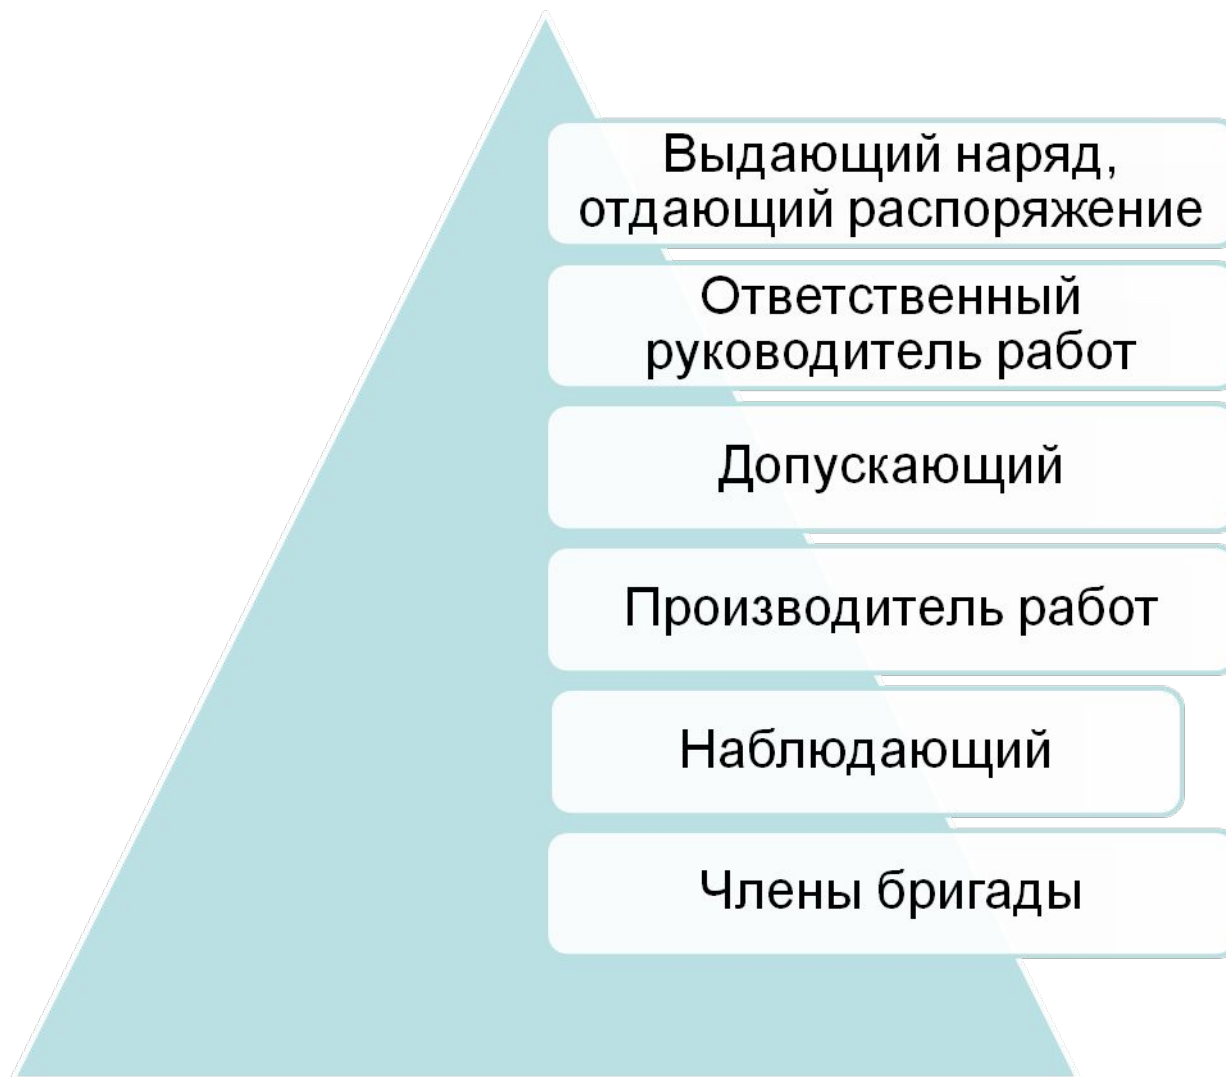 Выдающий наряд,
отдающий распоряжение
Ответственный
руководитель работ
Допускающий
Производитель работ
Наблюдающий
Члены бригады